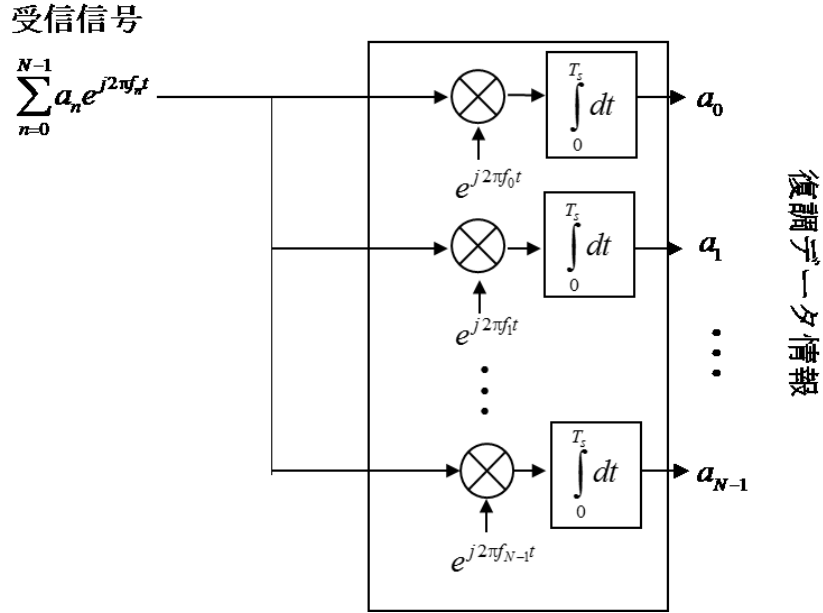 受信信号
\sum_{n=0}^{N-1} a_n e^{j2\pi f_n t}
\int_0^{T_s} dt
a_0
e^{j2\pi f_0 t}
\int_0^{T_s} dt
a_1
e^{j2\pi f_1 t}
\int_0^{T_s} dt
a_{N-1}
e^{j2\pi f_{N-1} t}
復調データ情報